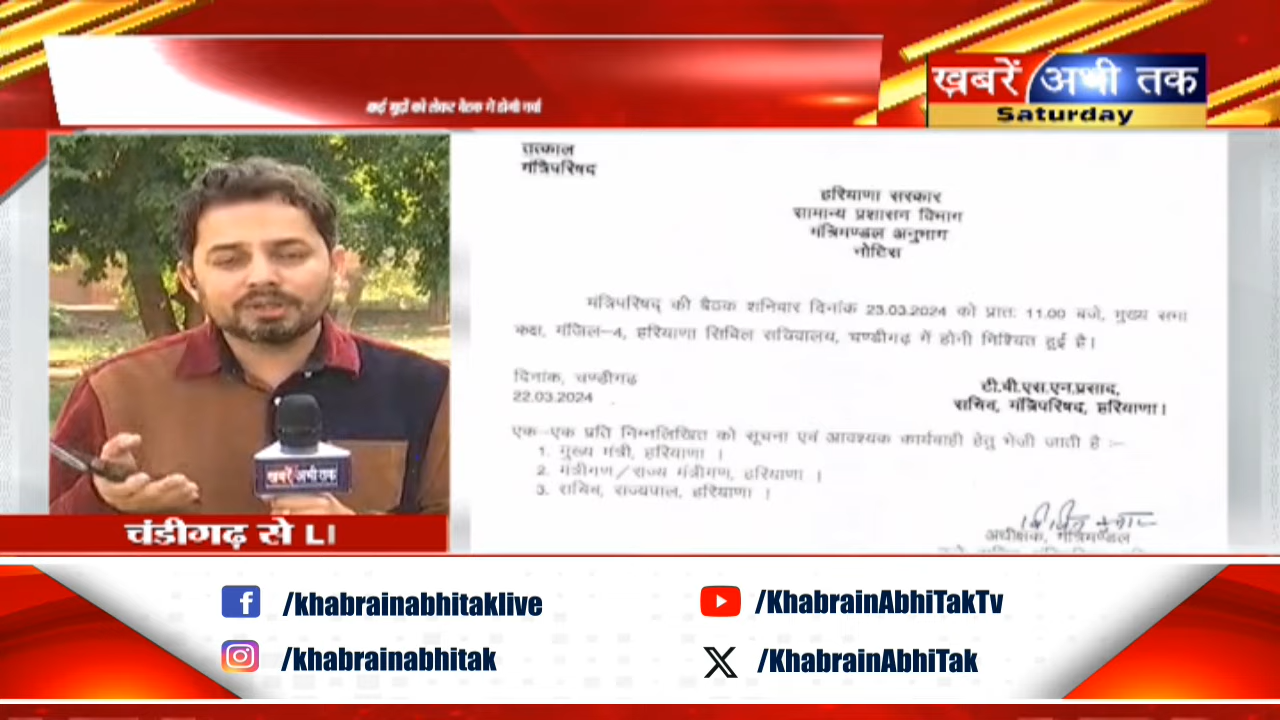 कई मुद्दों को लेकर बैठक में होगी चर्चा
ख़बरें अभी तक
Saturday
तत्काल
मंत्रिपरिषद
हरियाणा सरकार
सामान्य प्रशासन विभाग
मंत्रिमण्डल अनुभाग
नोटिस
मंत्रिपरिषद् की बैठक शनिवार दिनांक 23.03.2024 को प्रातः 11.00 बजे, मुख्य सभा
कक्ष, मंजिल-4, हरियाणा सिविल सचिवालय, चण्डीगढ़ में होनी निश्चित हुई है।
दिनांक, चण्डीगढ़
22.03.2024
टी.वी.एस.एन.प्रसाद,
सचिव, मंत्रिपरिषद, हरियाणा।
एक-एक प्रति निम्नलिखित को सूचना एवं आवश्यक कार्यवाही हेतु भेजी जाती है :-
1. मुख्य मंत्री, हरियाणा ।
2. मंत्रीगण/राज्य मंत्रीगण, हरियाणा ।
3. सचिव, राज्यपाल, हरियाणा ।
अधीक्षक, मंत्रिमण्डल
ख़बरें अभी तक
चंडीगढ़ से LI
/khabrainabhitaklive
/KhabrainAbhiTakTv
/khabrainabhitak
/KhabrainAbhiTak